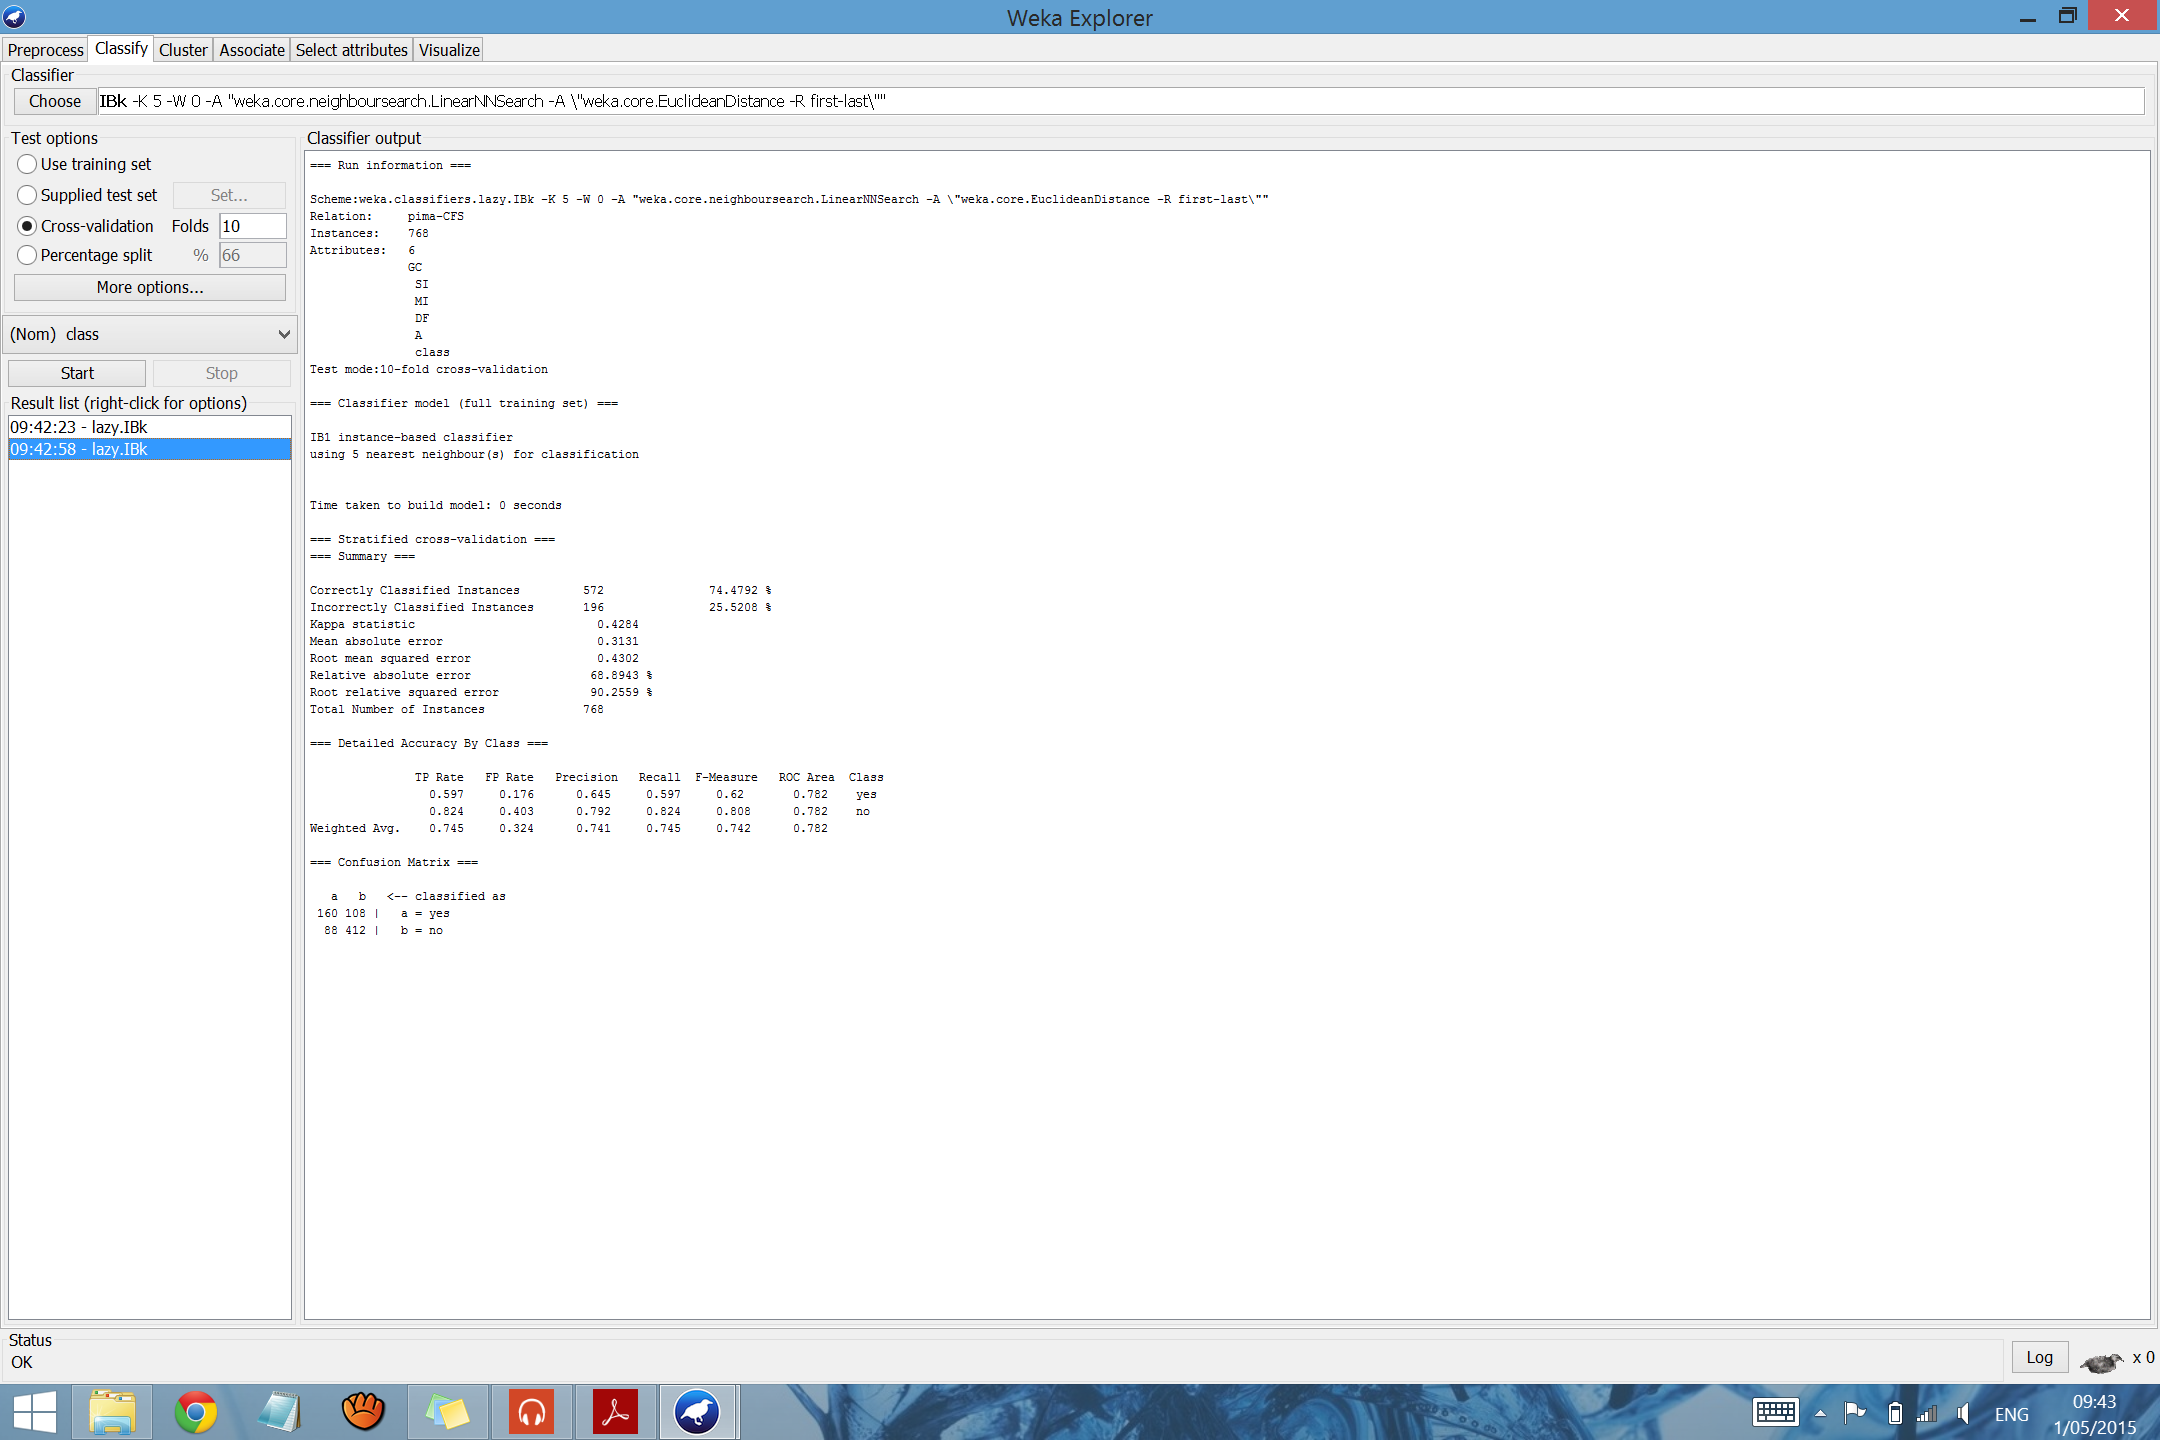 Weka Explorer
Preprocess Classify Cluster Associate Select attributes Visualize
Classifier
Choose IBk -K 5 -W 0 -A "weka.core.neighboursearch.LinearNNSearch -A \"weka.core.EuclideanDistance -R first-last\""
Test options
Use training set
Supplied test set Set...
Cross-validation Folds 10
Percentage split % 66
More options...
(Nom) class
Start Stop
Result list (right-click for options)
09:42:23 - lazy.IBk
09:42:58 - lazy.IBk
Classifier output
=== Run information ===
Scheme:weka.classifiers.lazy.IBk -K 5 -W 0 -A "weka.core.neighboursearch.LinearNNSearch -A \"weka.core.EuclideanDistance -R first-last\""
Relation: pima-CFS
Instances: 768
Attributes: 6
GC
SI
MI
DF
A
class
Test mode:10-fold cross-validation
=== Classifier model (full training set) ===
IB1 instance-based classifier
using 5 nearest neighbour(s) for classification
Time taken to build model: 0 seconds
=== Stratified cross-validation ===
=== Summary ===
Correctly Classified Instances 572 74.4792 %
Incorrectly Classified Instances 196 25.5208 %
Kappa statistic 0.4284
Mean absolute error 0.3131
Root mean squared error 0.4302
Relative absolute error 68.8943 %
Root relative squared error 90.2559 %
Total Number of Instances 768
=== Detailed Accuracy By Class ===
TP Rate FP Rate Precision Recall F-Measure ROC Area Class
0.597 0.176 0.645 0.597 0.62 0.782 yes
0.824 0.403 0.792 0.824 0.808 0.782 no
Weighted Avg. 0.745 0.324 0.741 0.745 0.742 0.782
=== Confusion Matrix ===
a b <-- classified as
160 108 | a = yes
88 412 | b = no
Status
OK
Log x 0
ENG
09:43
1/05/2015